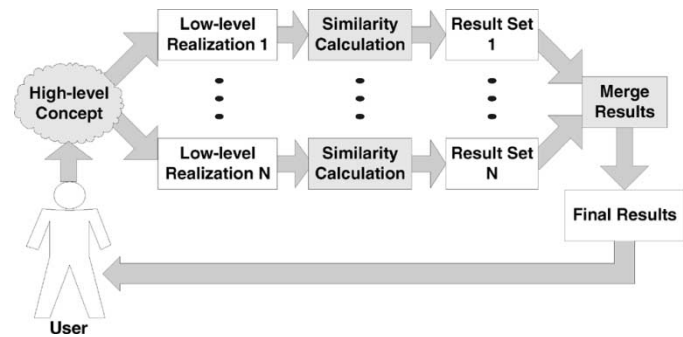 Low-level
Realization 1
Similarity
Calculation
Result Set
1
High-level
Concept
Merge
Results
Low-level
Realization N
Similarity
Calculation
Result Set
N
Final Results
User